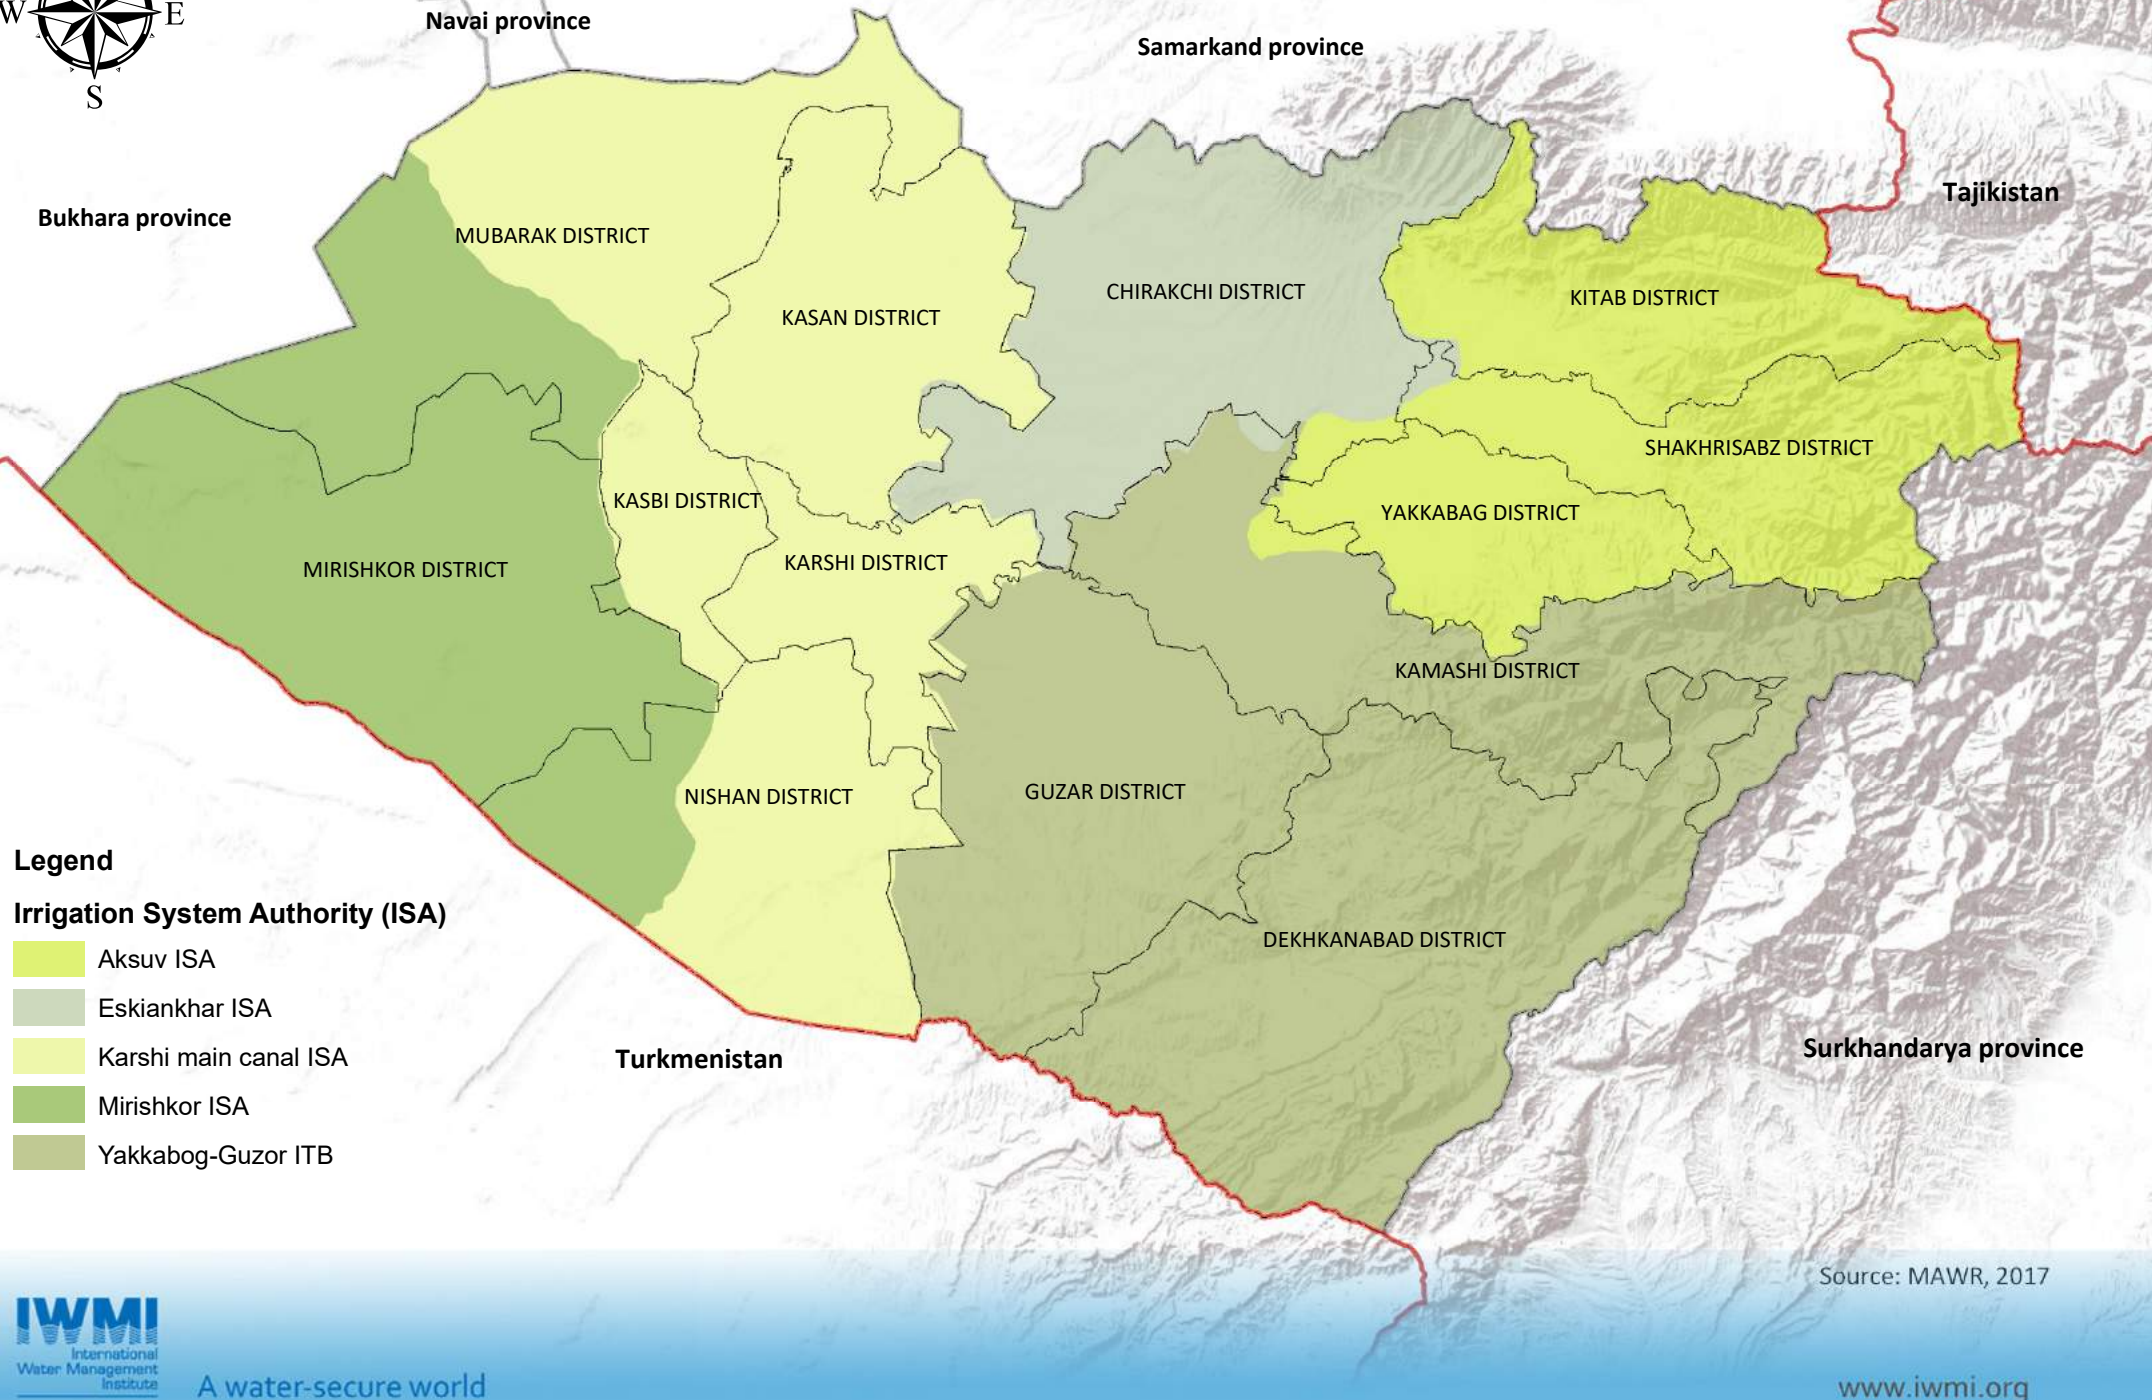 W
E
S
Navai province
Samarkand province
Tajikistan
Bukhara province
MUBARAK DISTRICT
KASAN DISTRICT
CHIRAKCHI DISTRICT
KITAB DISTRICT
SHAKHRISABZ DISTRICT
KASBI DISTRICT
YAKKABAG DISTRICT
KARSHI DISTRICT
MIRISHKOR DISTRICT
KAMASHI DISTRICT
NISHAN DISTRICT
GUZAR DISTRICT
DEKHKANABAD DISTRICT
Turkmenistan
Surkhandarya province
Legend
Irrigation System Authority (ISA)
Aksuv ISA
Eskiankhar ISA
Karshi main canal ISA
Mirishkor ISA
Yakkabog-Guzor ITB
Source: MAWR, 2017
IWMI
International
Water Management
Institute
A water-secure world
www.iwmi.org